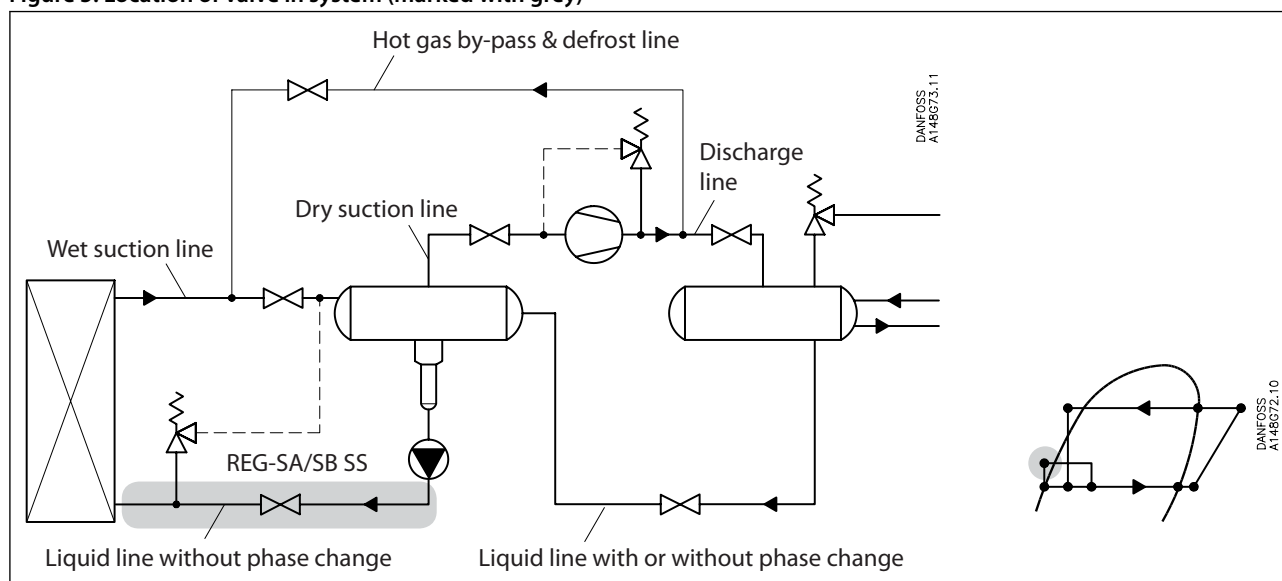 Figure 3: Location of valve in system (marked with grey)
Hot gas by-pass & defrost line
DANFOSS
A148G73.11
Discharge
line
Dry suction line
Wet suction line
REG-SA/SB SS
DANFOSS
A148G72.10
Liquid line without phase change
Liquid line with or without phase change